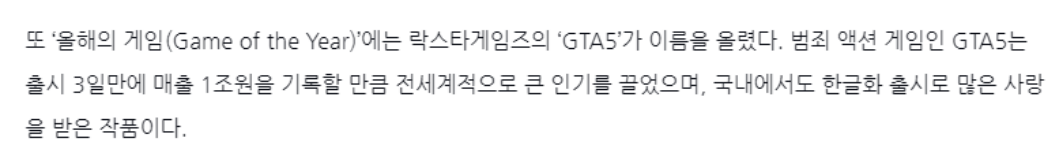 또 ‘올해의 게임(Game of the Year)’에는 락스타게임즈의 ‘GTA5’가 이름을 올렸다. 범죄 액션 게임인 GTA5는
출시 3일만에 매출 1조원을 기록할 만큼 전세계적으로 큰 인기를 끌었으며, 국내에서도 한글화 출시로 많은 사랑
을 받은 작품이다.